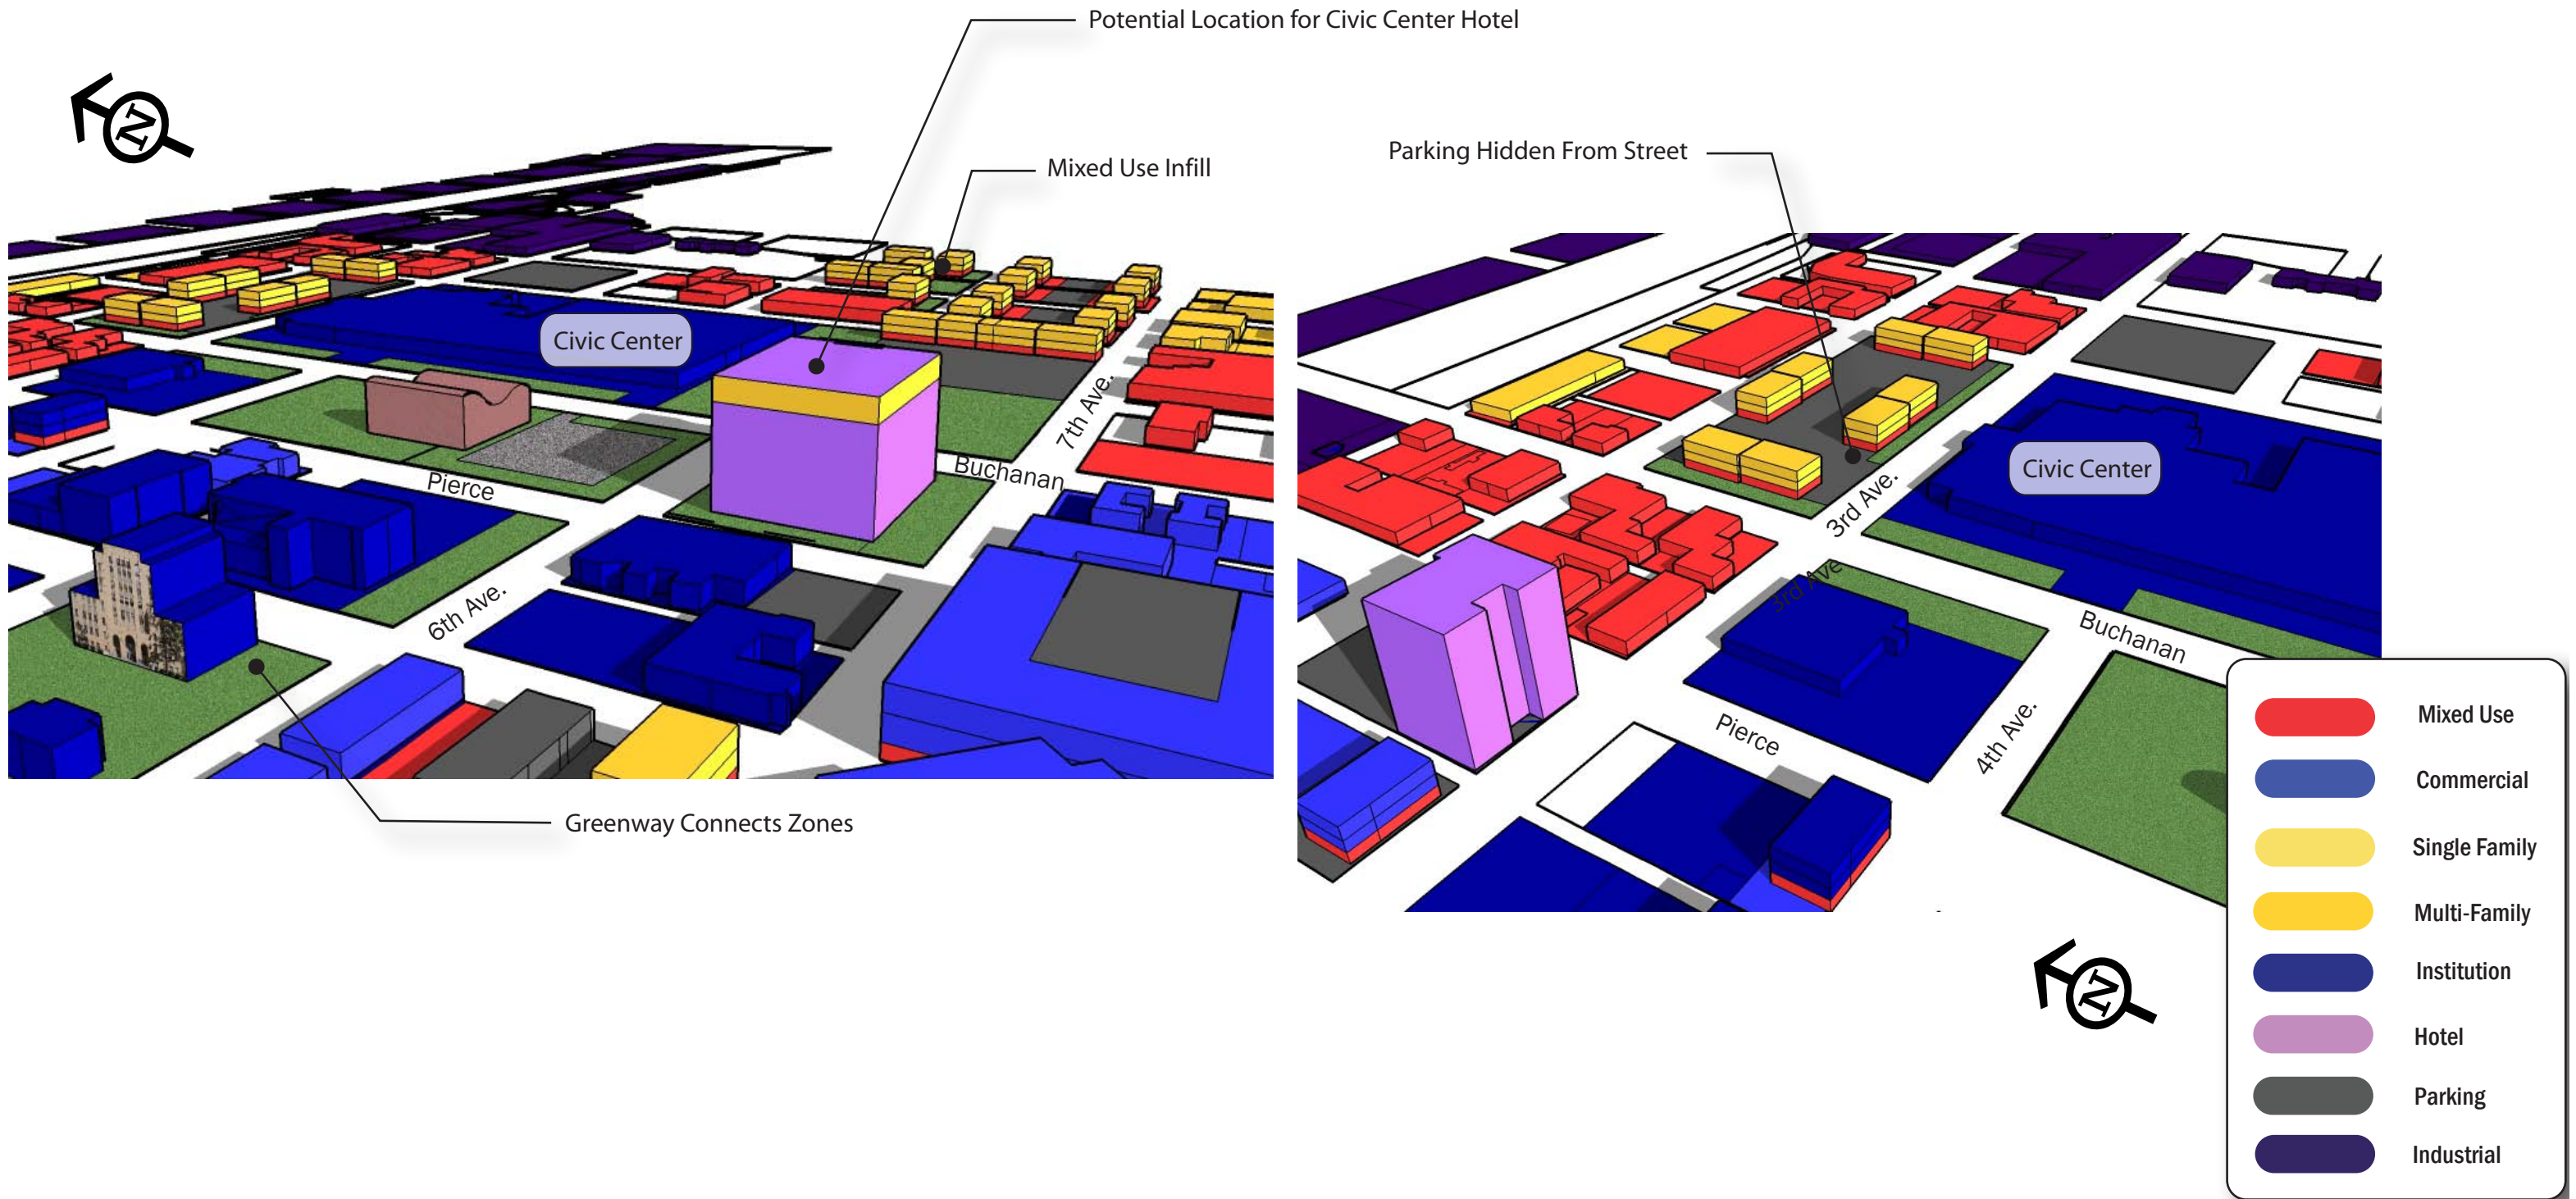 Potential Location for Civic Center Hotel
Mixed Use Infill
Parking Hidden From Street
N
Civic Center
7th Ave.
Buchanan
Pierce
6th Ave.
Greenway Connects Zones
Civic Center
3rd Ave.
3rd Ave
Buchanan
Pierce
4th Ave.
N
Mixed Use
Commercial
Single Family
Multi-Family
Institution
Hotel
Parking
Industrial